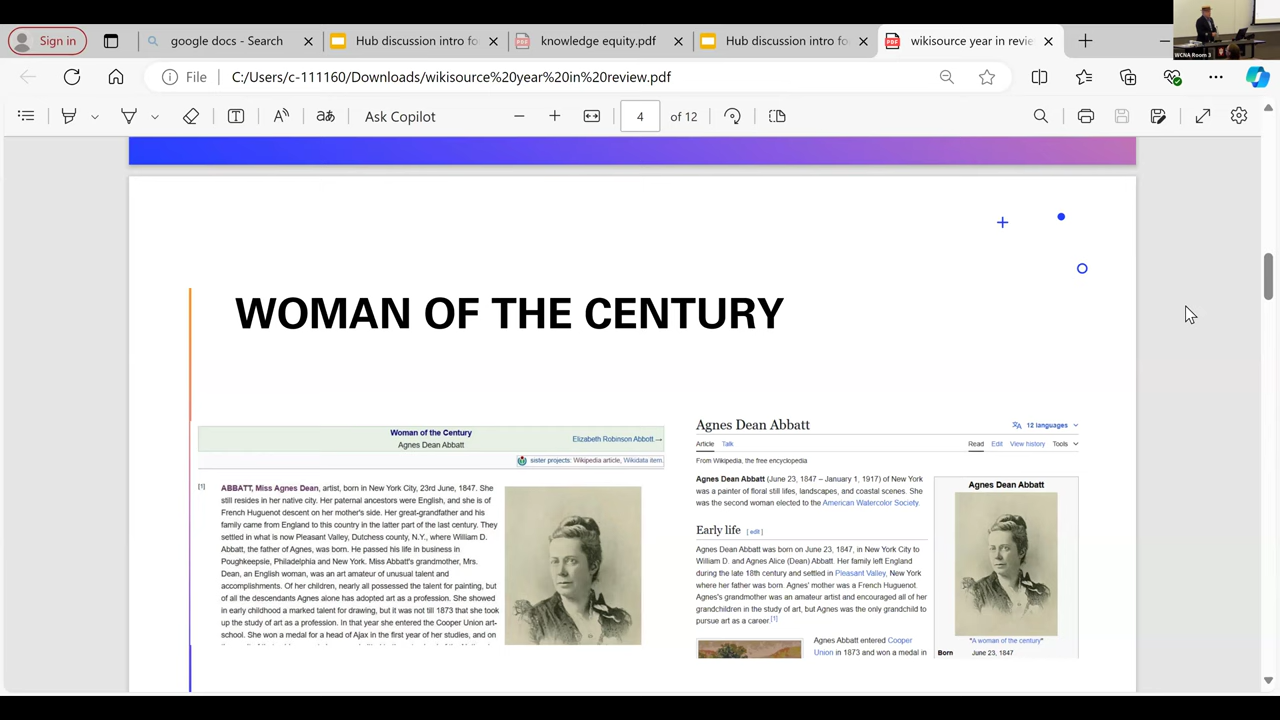 Sign in
google docs - Search
Hub discussion intro fo
knowledge equity.pdf
Hub discussion intro fo
wikisource year in revie
WCNA Room 3
File
C:/Users/c-111160/Downloads/wikisource%20year%20in%20review.pdf
Ask Copilot
4 of 12
WOMAN OF THE CENTURY
Woman of the Century
Agnes Dean Abbatt
Elizabeth Robinson Abbott→
sister projects: Wikipedia article, Wikidata item.
[1]
ABBATT, Miss Agnes Dean, artist, born in New York City, 23rd June, 1847. She
still resides in her native city. Her paternal ancestors were English, and she is of
French Huguenot descent on her mother's side. Her great-grandfather and his
family came from England to this country in the latter part of the last century. They
settled in what is now Pleasant Valley, Dutchess county, N.Y., where William D.
Abbatt, the father of Agnes, was born. He passed his life in business in
Poughkeepsie, Philadelphia and New York. Miss Abbatt's grandmother, Mrs.
Dean, an English woman, was an art amateur of unusual talent and
accomplishments. Of her children, nearly all possessed the talent for painting, but
of all the descendants Agnes alone has adopted art as a profession. She showed
in early childhood a marked talent for drawing, but it was not till 1873 that she took
up the study of art as a profession. In that year she entered the Cooper Union art-
school. She won a medal for a head of Ajax in the first year of her studies, and on
Agnes Dean Abbatt
12 languages
Article Talk
Read Edit View history Tools
From Wikipedia, the free encyclopedia
Agnes Dean Abbatt (June 23, 1847 – January 1, 1917) of New York
was a painter of floral still lifes, landscapes, and coastal scenes. She
was the second woman elected to the American Watercolor Society.
Early life [ edit ]
Agnes Dean Abbatt was born on June 23, 1847, in New York City to
William D. and Agnes Alice (Dean) Abbatt. Her family left England
during the late 18th century and settled in Pleasant Valley, New York
where her father was born. Agnes' mother was a French Huguenot.
Agnes's grandmother was an amateur artist and encouraged all of her
grandchildren in the study of art, but Agnes was the only grandchild to
pursue art as a career.[1]
Agnes Abbatt entered Cooper
Union in 1873 and won a medal in
Agnes Dean Abbatt
"A woman of the century"
Born June 23, 1847